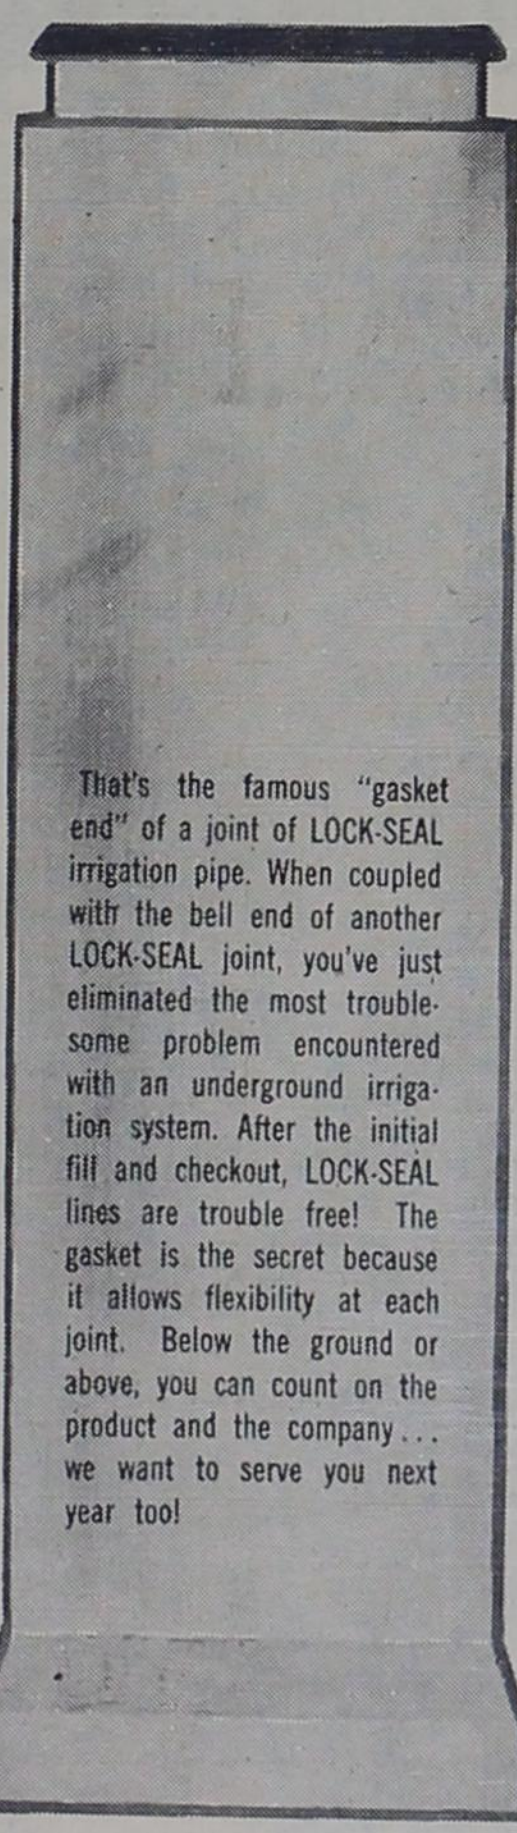 That's the famous "gasket
end" of a joint of LOCK-SEAL
irrigation pipe. When coupled
with the bell end of another
LOCK-SEAL joint, you've just
eliminated the most trouble-
some problem encountered
with an underground irriga-
tion system. After the initial
fill and checkout, LOCK-SEAL
lines are trouble free! The
gasket is the secret because
it allows flexibility at each
joint. Below the ground or
above, you can count on the
product and the company...
we want to serve you next
year too!